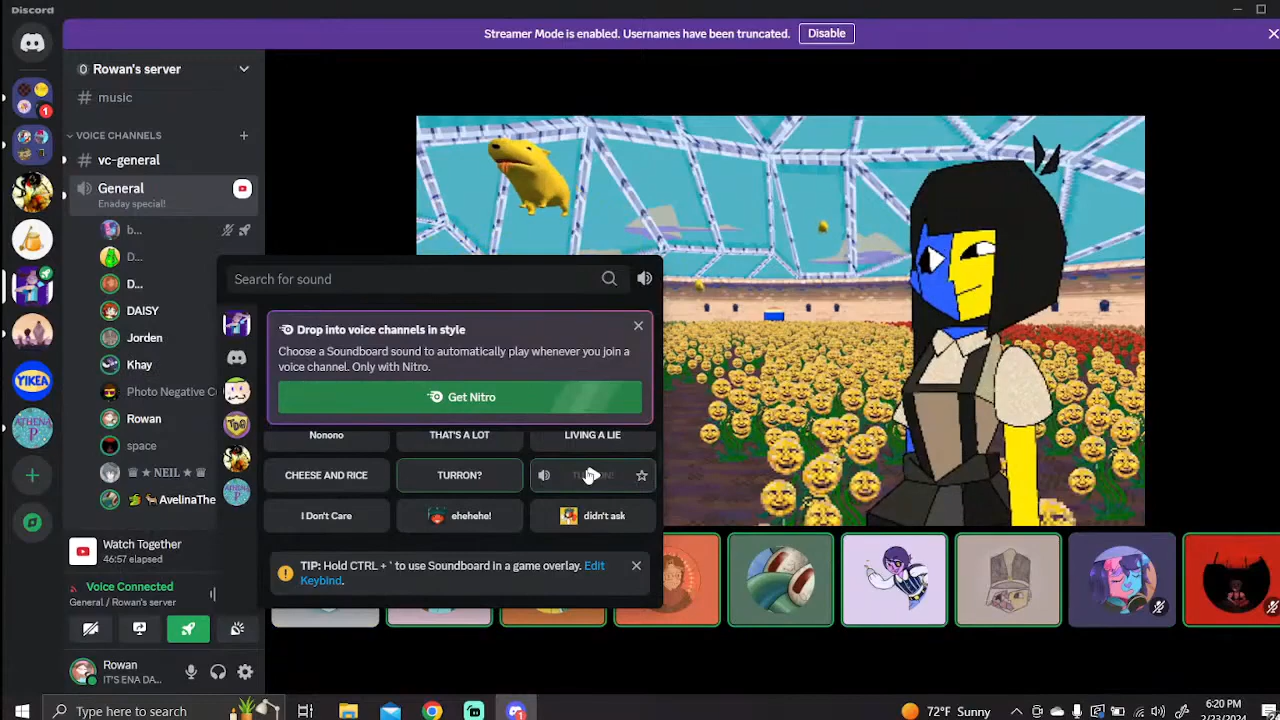 Discord
Streamer Mode is enabled. Usernames have been truncated.
Disable
Rowan's server
music
VOICE CHANNELS
vc-general
General
Enaday special!
b...
D...
D...
DAISY
Jorden
Khay
Photo Negative C
Rowan
space
♛ ★ NEIL ★ ♛
AvelinaThe
1
YIKEA
ATHENA
P
Search for sound
Drop into voice channels in style
Choose a Soundboard sound to automatically play whenever you join a
voice channel. Only with Nitro.
Get Nitro
Nonono
THAT'S A LOT
LIVING A LIE
CHEESE AND RICE
TURRON?
I Don't Care
ehehehe!
didn't ask
TIP: Hold CTRL + ` to use Soundboard in a game overlay. Edit
Keybind.
Watch Together
46:57 elapsed
Voice Connected
General / Rowan's server
Rowan
IT'S ENA DA...
Type here to search
72°F Sunny
6:20 PM